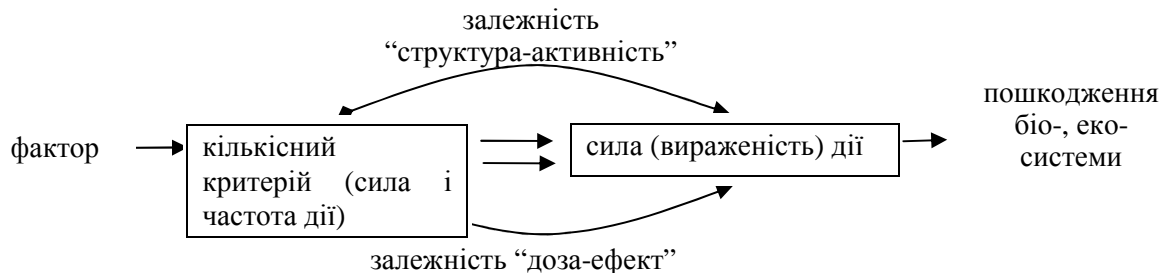 залежність
“структура-активність”
фактор
кількісний
критерій (сила і
частота дії)
сила (вираженість) дії
пошкодження
біо-, еко-
системи
залежність “доза-ефект”